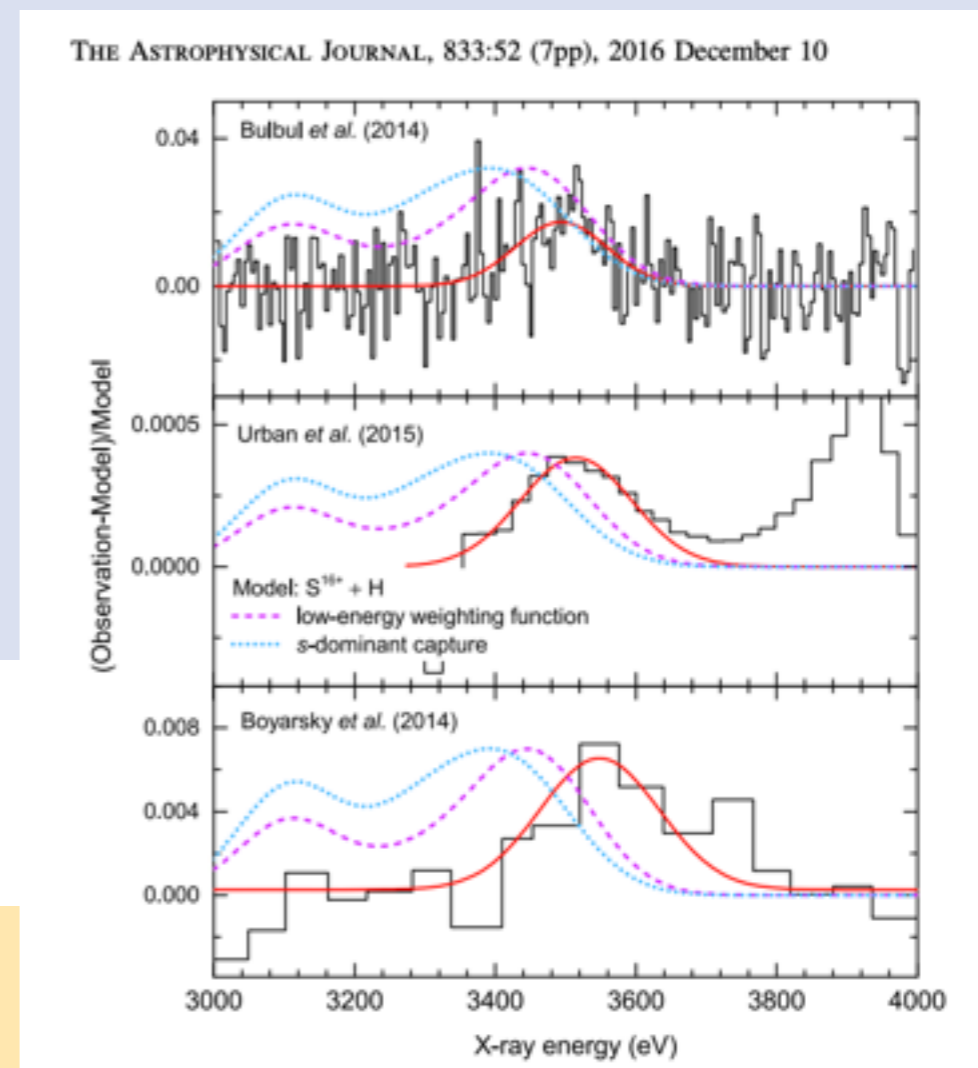 THE ASTROPHYSICAL JOURNAL, 833:52 (7pp), 2016 December 10
Bulbul et al. (2014)
0.04
0.00
Urban et al. (2015)
0.0005
0.0000
Model: S¹⁶⁺ + H
low-energy weighting function
s-dominant capture
Boyarsky et al. (2014)
0.008
0.004
0.000
(Observation-Model)/Model
3000 3200 3400 3600 3800 4000
X-ray energy (eV)